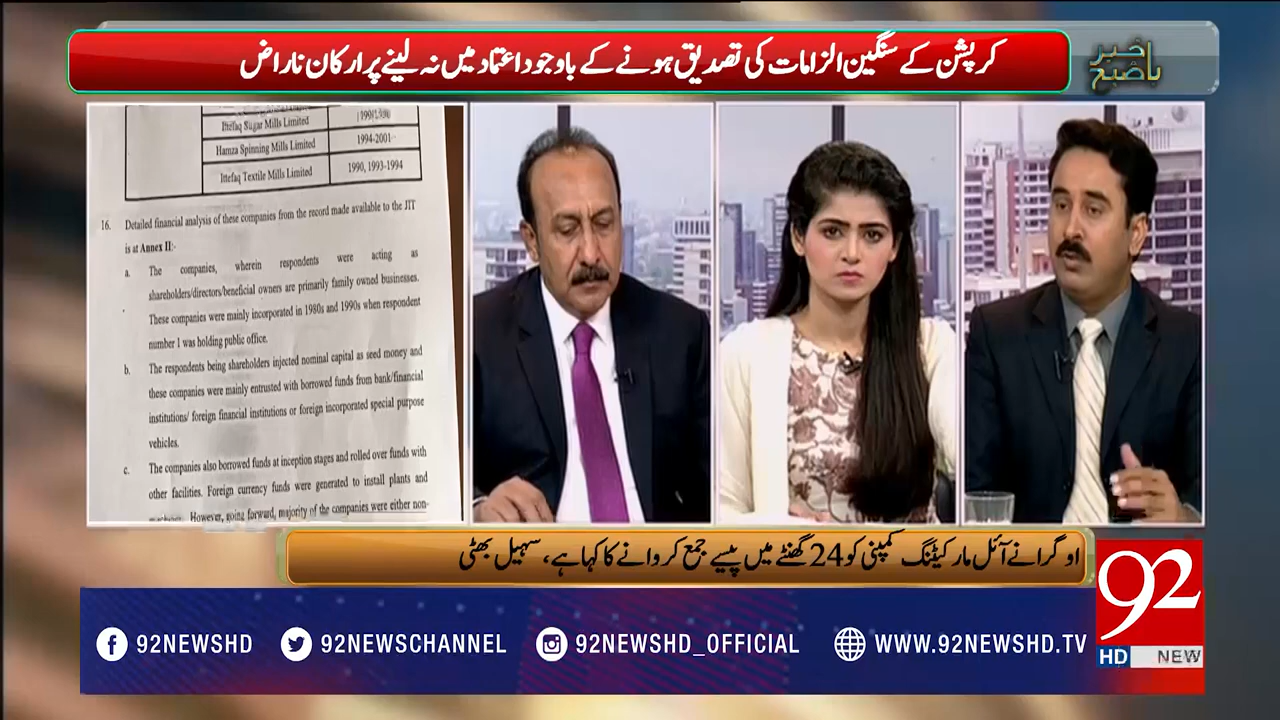 کرپشن کے سنگین الزامات کی تصدیق ہونے کے باوجود اعتماد میں نہ لینے پر ارکان ناراض
باخبر
صبح
Ittefaq Sugar Mills Limited
Hamza Spinning Mills Limited 1994-2001
Ittefaq Textile Mills Limited 1990, 1993-1994
16. Detailed financial analysis of these companies from the record made available to the JIT
is at Annex II:-
a. The companies, wherein respondents were acting as
shareholders/directors/beneficial owners are primarily family owned businesses.
These companies were mainly incorporated in 1980s and 1990s when respondent
number 1 was holding public office.
b. The respondents being shareholders injected nominal capital as seed money and
these companies were mainly entrusted with borrowed funds from bank/financial
institutions/ foreign financial institutions or foreign incorporated special purpose
vehicles.
c. The companies also borrowed funds at inception stages and rolled over funds with
other facilities. Foreign currency funds were generated to install plants and
However, going forward, majority of the companies were either non-
اوگرا نے آئل مارکیٹنگ کمپنی کو 24 گھنٹے میں پیسے جمع کروانے کا کہا ہے، سہیل بھٹی
92
HD NEW
92NEWSHD 92NEWSCHANNEL 92NEWSHD_OFFICIAL WWW.92NEWSHD.TV